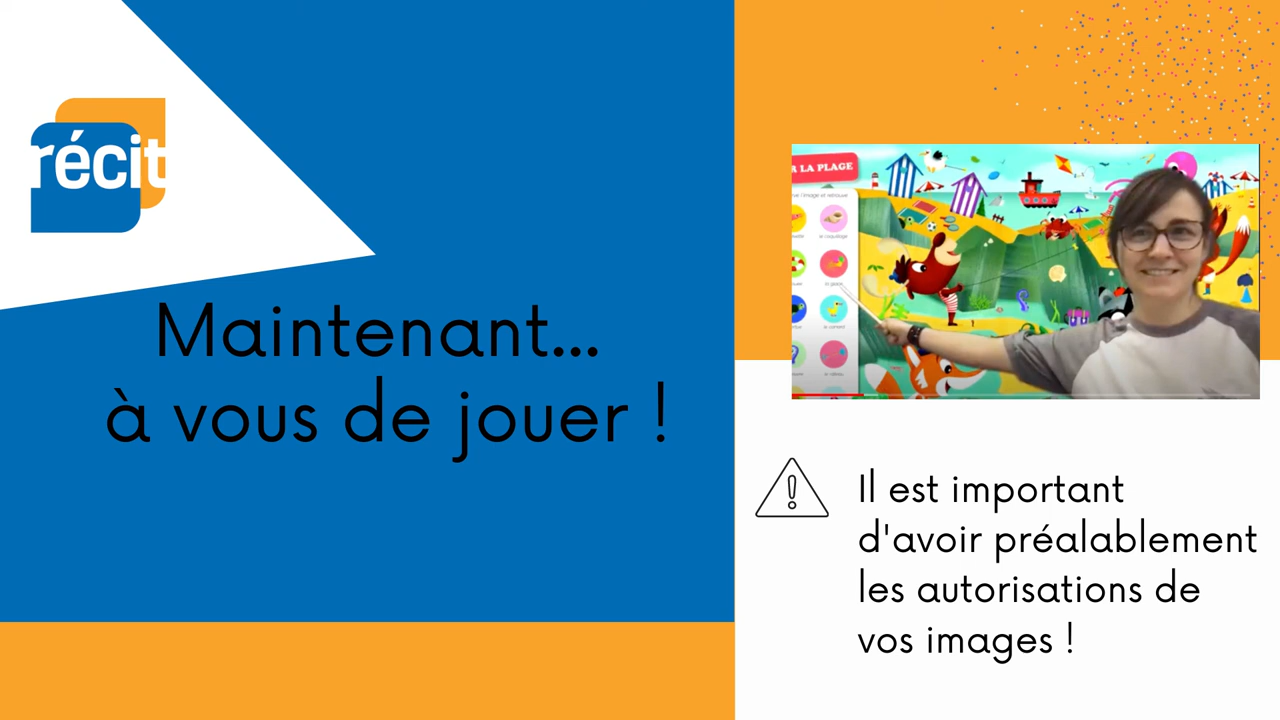 récit
Maintenant...
à vous de jouer !
R LA PLAGE
Il est important
d'avoir préalablement
les autorisations de
vos images !